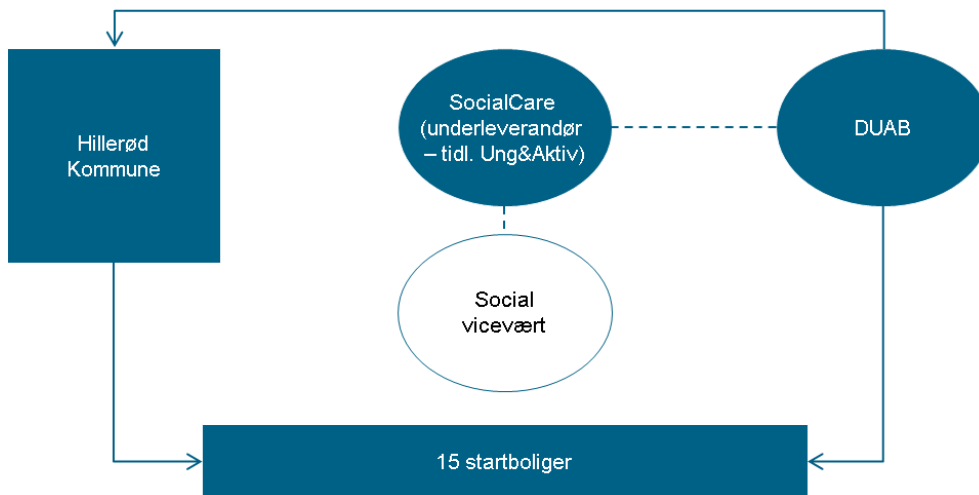 Hillerød
Kommune
SocialCare
(underleverandør
– tidl. Ung&Aktiv)
DUAB
Social
vicevært
15 startboliger